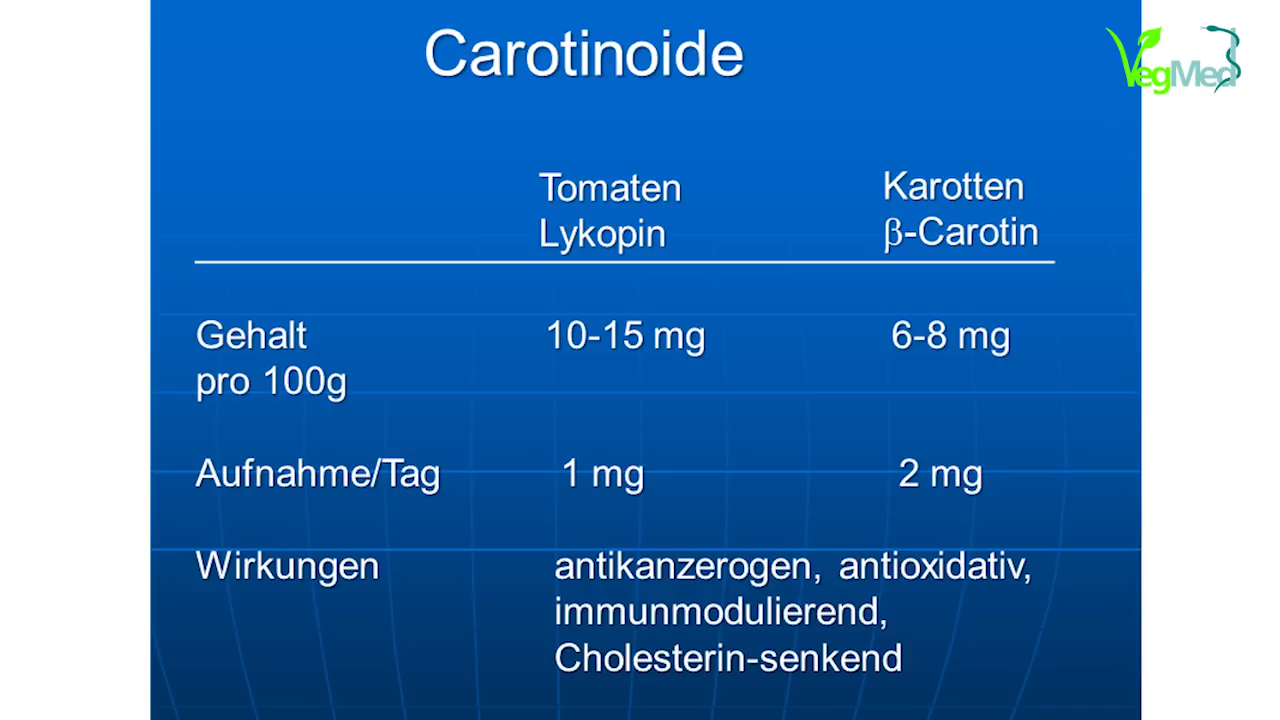 Carotinoide
VegMed
Tomaten Karotten
Lykopin β-Carotin
Gehalt 10-15 mg 6-8 mg
pro 100g
Aufnahme/Tag 1 mg 2 mg
Wirkungen antikanzerogen, antioxidativ,
immunmodulierend,
Cholesterin-senkend